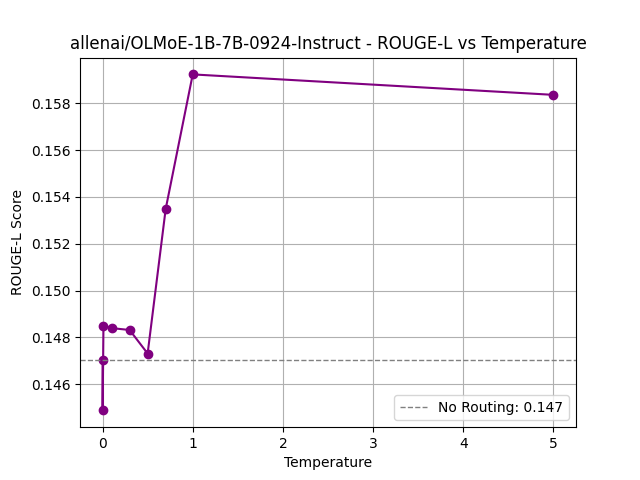 allenai/OLMoE-1B-7B-0924-Instruct - ROUGE-L vs Temperature
0.158
0.156
0.154
0.152
0.150
0.148
0.146
ROUGE-L Score
No Routing: 0.147
0 1 2 3 4 5
Temperature